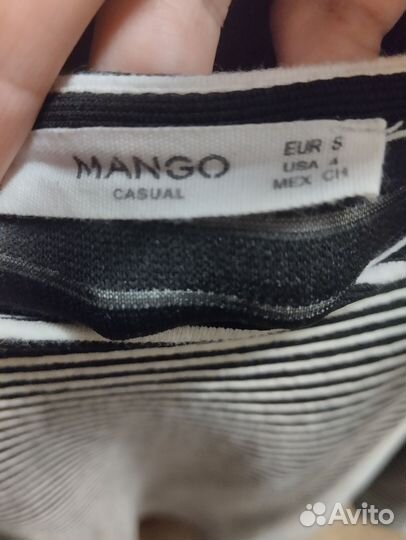 MANGO
CASUAL
EUR S
USA 4
MEX CH
Avito